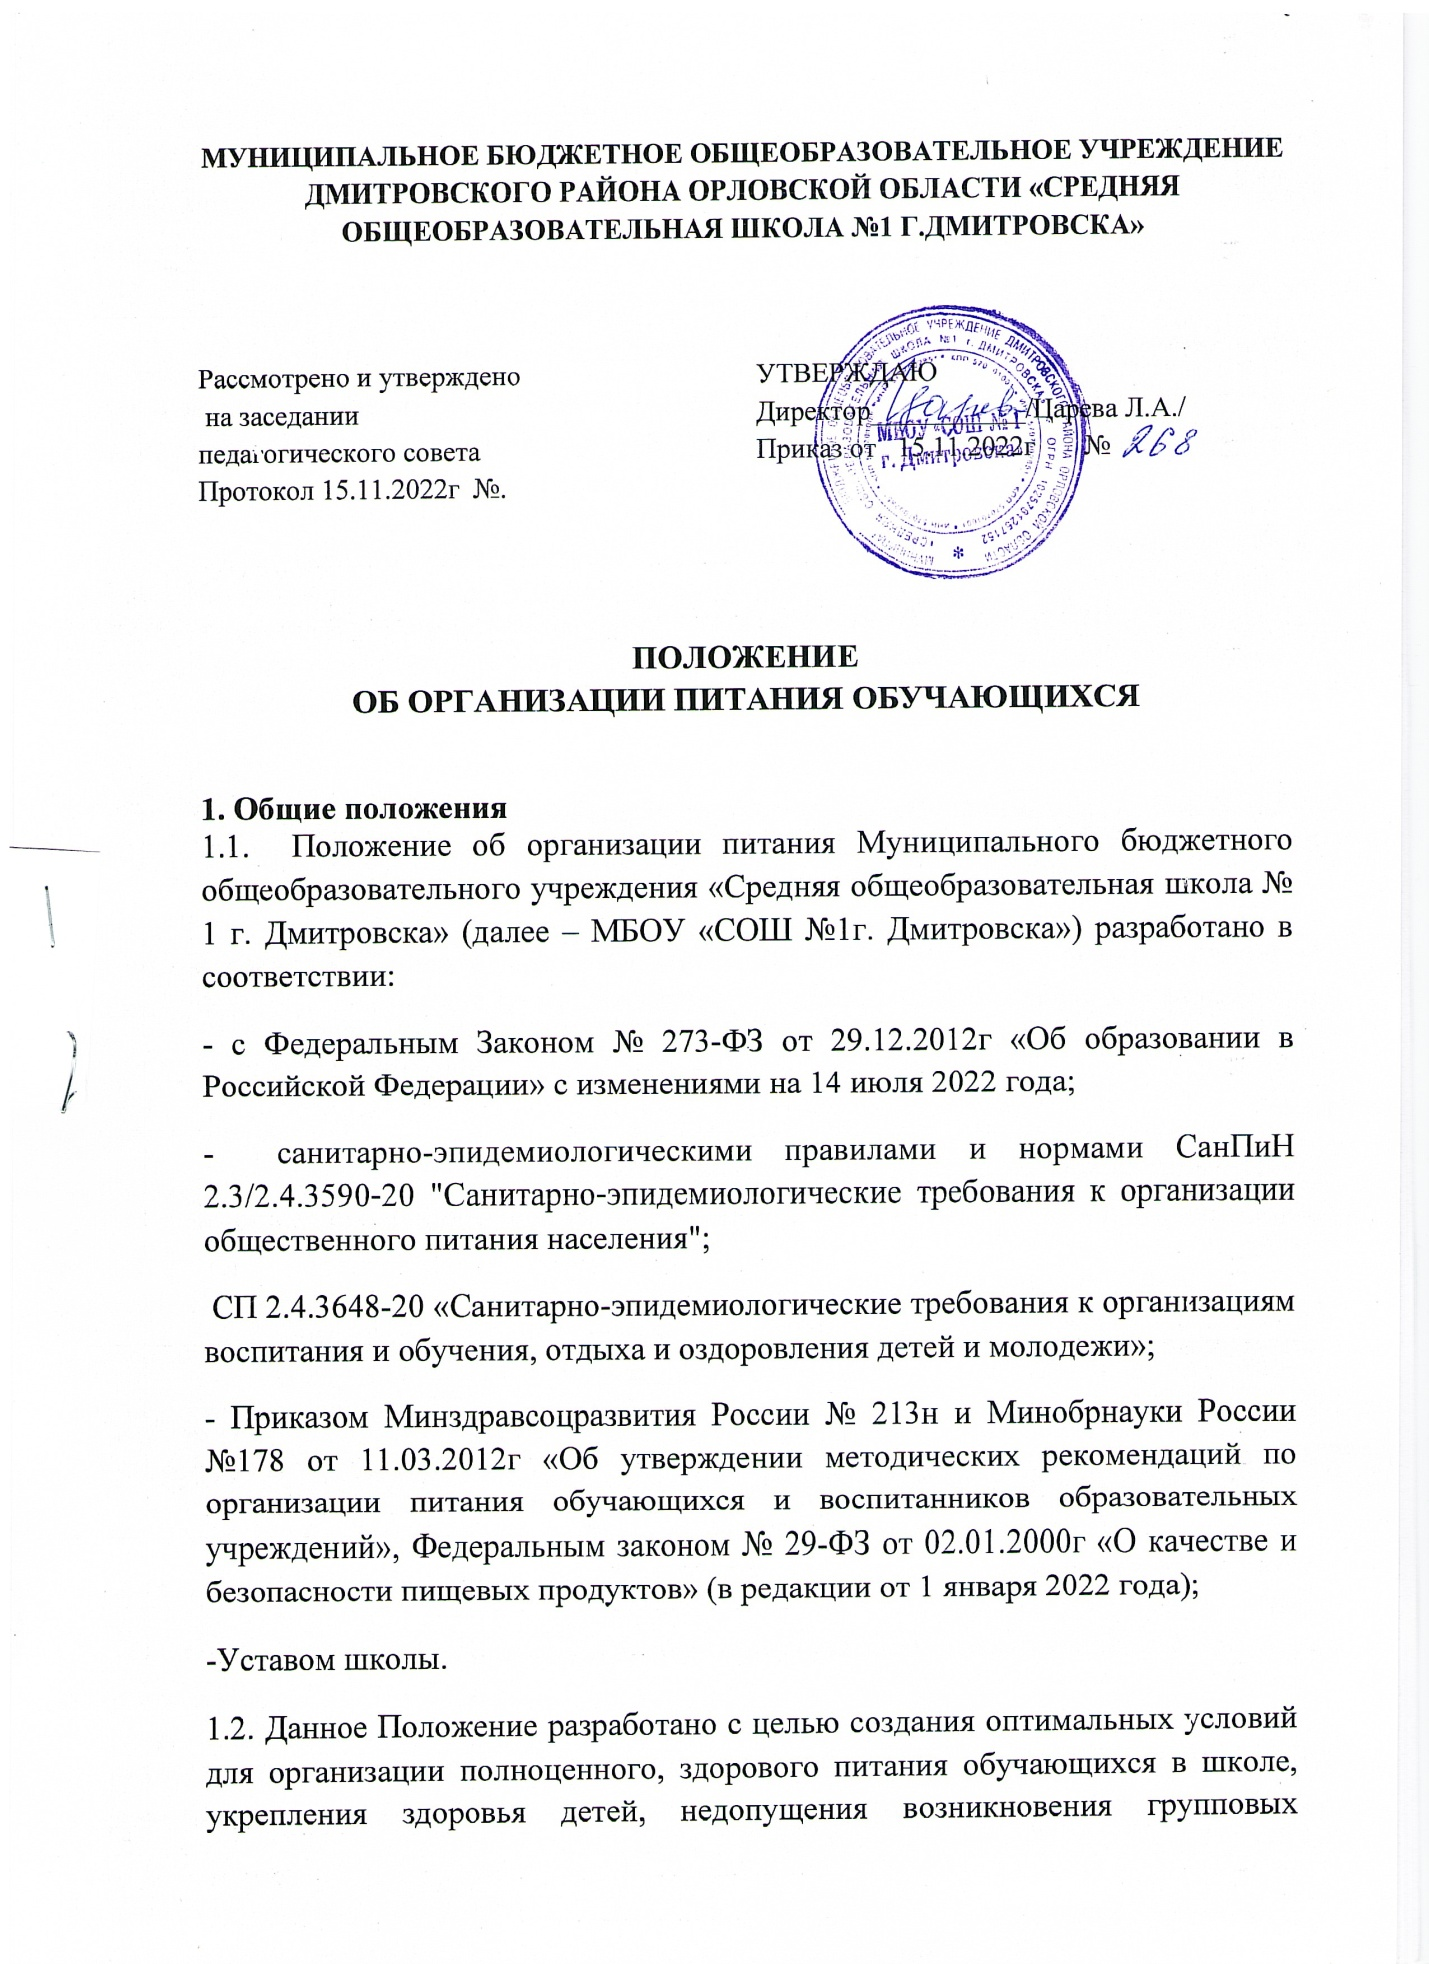 МУНИЦИПАЛЬНОЕ БЮДЖЕТНОЕ ОБЩЕОБРАЗОВАТЕЛЬНОЕ УЧРЕЖДЕНИЕ
ДМИТРОВСКОГО РАЙОНА ОРЛОВСКОЙ ОБЛАСТИ «СРЕДНЯЯ
ОБЩЕОБРАЗОВАТЕЛЬНАЯ ШКОЛА №1 Г.ДМИТРОВСКА»
Рассмотрено и утверждено
на заседании
педагогического совета
Протокол 15.11.2022г №.
УТВЕРЖДАЮ
Директор /Царева Л.А./
Приказ от 15.11.2022г № 268
МБОУ «СОШ №1
г. Дмитровска»
ПОЛОЖЕНИЕ
ОБ ОРГАНИЗАЦИИ ПИТАНИЯ ОБУЧАЮЩИХСЯ
1. Общие положения
1.1. Положение об организации питания Муниципального бюджетного
общеобразовательного учреждения «Средняя общеобразовательная школа №
1 г. Дмитровска» (далее – МБОУ «СОШ №1г. Дмитровска») разработано в
соответствии:
- с Федеральным Законом № 273-ФЗ от 29.12.2012г «Об образовании в
Российской Федерации» с изменениями на 14 июля 2022 года;
- санитарно-эпидемиологическими правилами и нормами СанПиН
2.3/2.4.3590-20 "Санитарно-эпидемиологические требования к организации
общественного питания населения";
СП 2.4.3648-20 «Санитарно-эпидемиологические требования к организациям
воспитания и обучения, отдыха и оздоровления детей и молодежи»;
- Приказом Минздравсоцразвития России № 213н и Минобрнауки России
№178 от 11.03.2012г «Об утверждении методических рекомендаций по
организации питания обучающихся и воспитанников образовательных
учреждений», Федеральным законом № 29-ФЗ от 02.01.2000г «О качестве и
безопасности пищевых продуктов» (в редакции от 1 января 2022 года);
-Уставом школы.
1.2. Данное Положение разработано с целью создания оптимальных условий
для организации полноценного, здорового питания обучающихся в школе,
укрепления здоровья детей, недопущения возникновения групповых